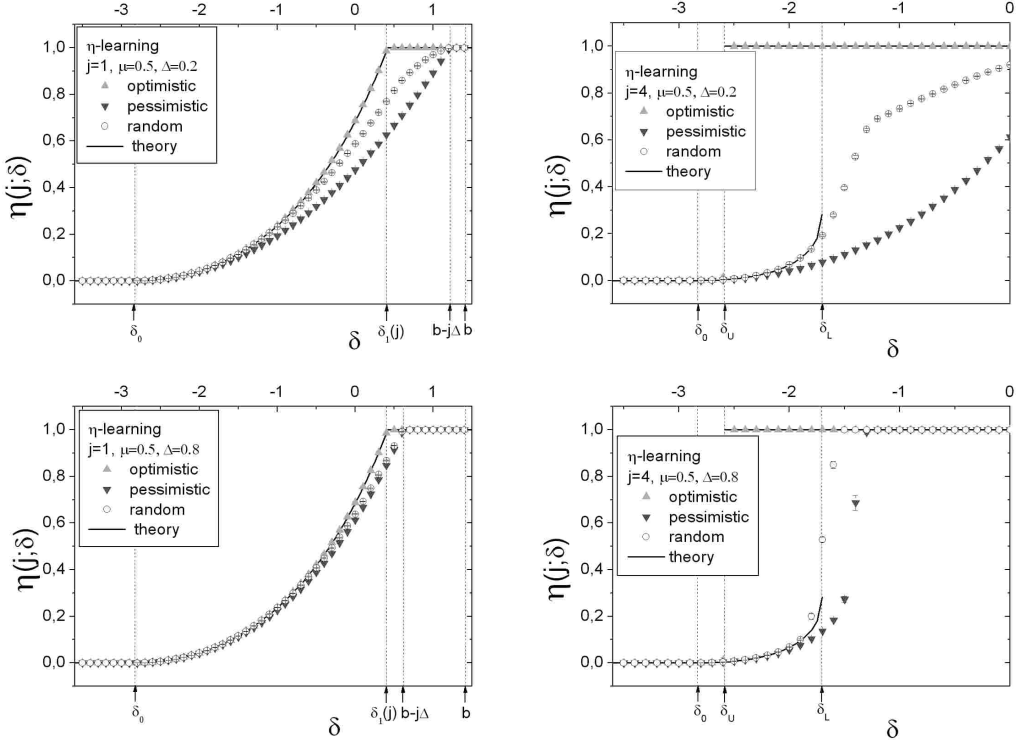 -3 -2 -1 0 1
1,0
0,8
0,6
0,4
0,2
0,0
η(j;δ)
η-learning
j=1, μ=0.5, Δ=0.2
optimistic
pessimistic
random
theory
δ₀ δ δ₁(j) b-jΔ b
-3 -2 -1 0
1,0
0,8
0,6
0,4
0,2
0,0
η(j;δ)
η-learning
j=4, μ=0.5, Δ=0.2
optimistic
pessimistic
random
theory
δ₀ δU δL δ
-3 -2 -1 0 1
1,0
0,8
0,6
0,4
0,2
0,0
η(j;δ)
η-learning
j=1, μ=0.5, Δ=0.8
optimistic
pessimistic
random
theory
δ₀ δ δ₁(j) b-jΔ b
-3 -2 -1 0
1,0
0,8
0,6
0,4
0,2
0,0
η(j;δ)
η-learning
j=4, μ=0.5, Δ=0.8
optimistic
pessimistic
random
theory
δ₀ δU δL δ